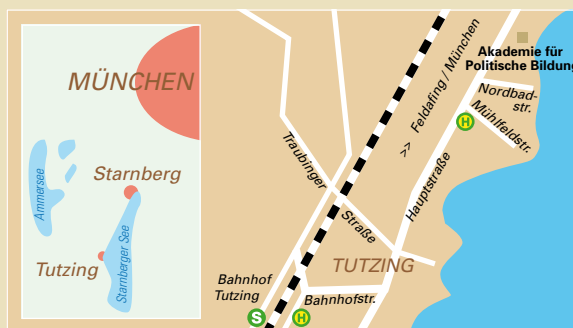 MÜNCHEN
Starnberg
Ammersee
Starnberger See
Tutzing
Akademie für
Politische Bildung
>> Feldafing / München
Nordbad-
str.
Mühlfeldstr.
H
Traubinger
Straße
Hauptstraße
TUTZING
Bahnhof
Tutzing
Bahnhofstr.
S
H